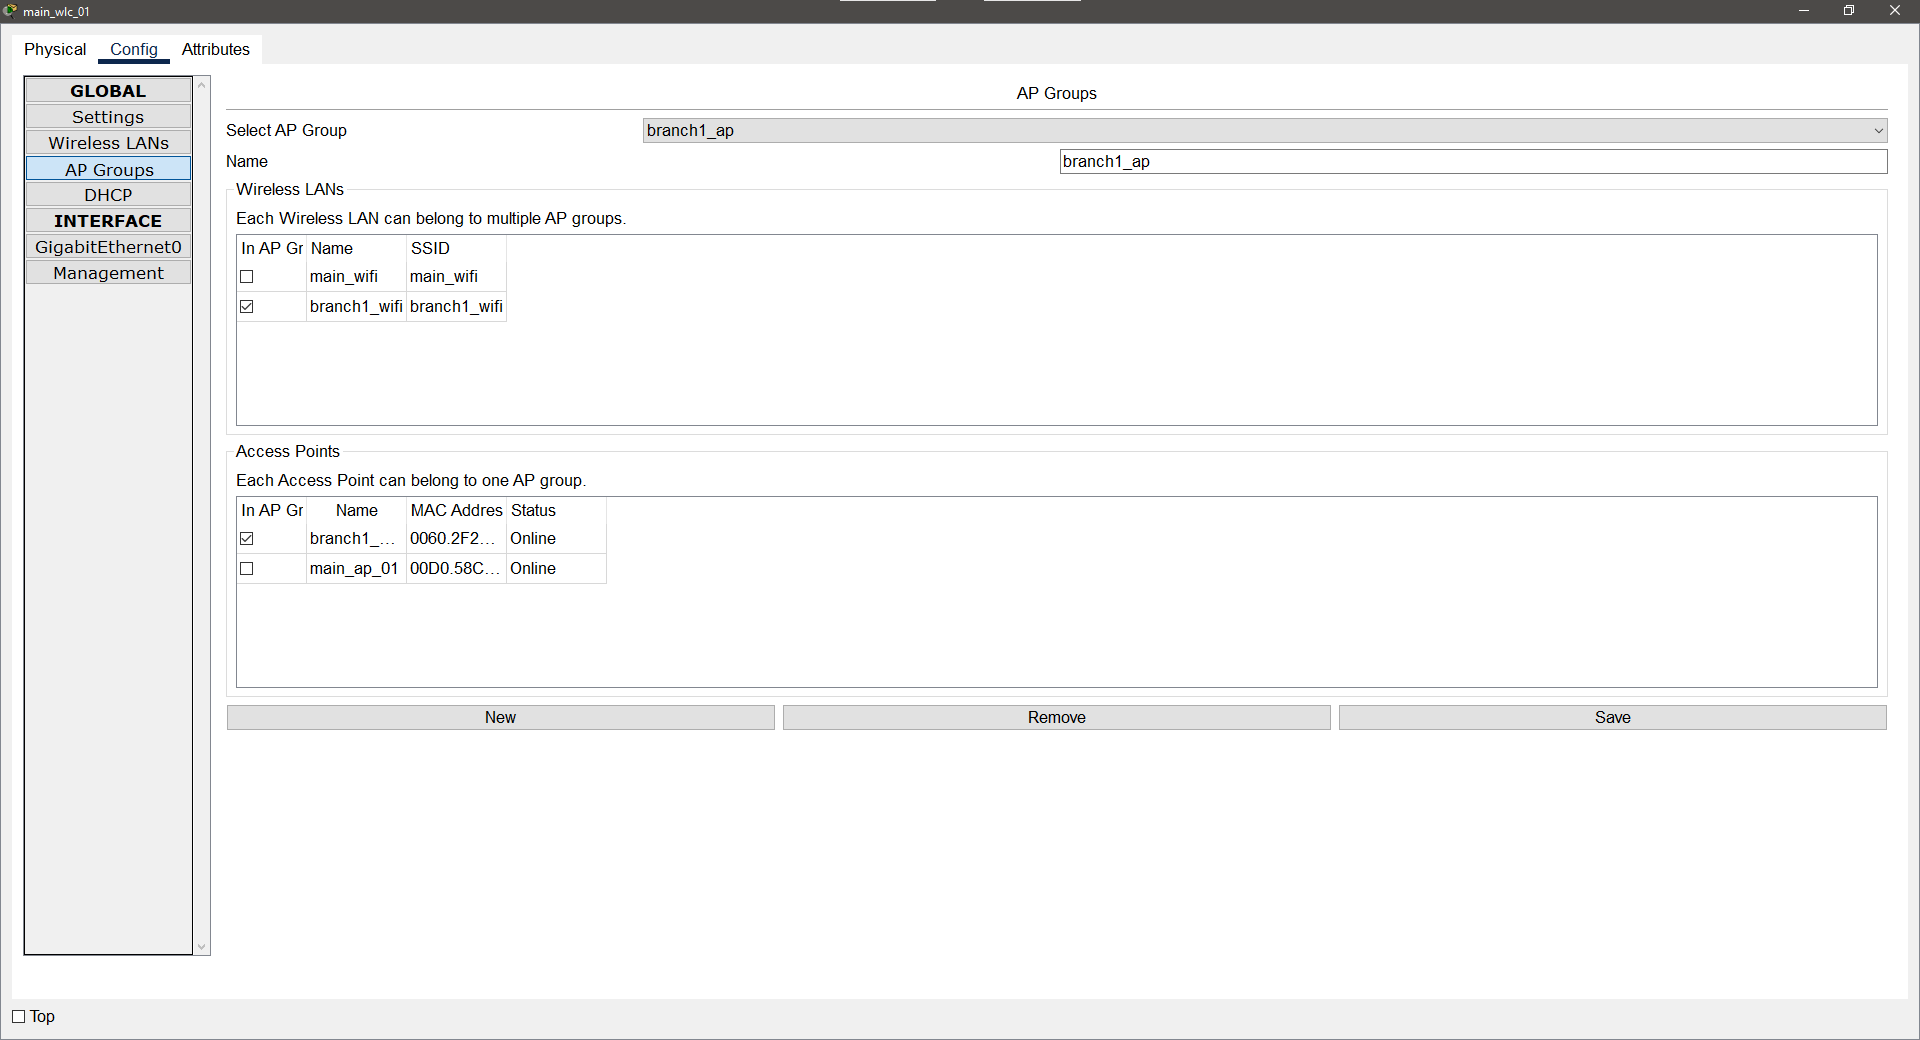 main_wlc_01
Physical Config Attributes
GLOBAL
Settings
Wireless LANs
AP Groups
DHCP
INTERFACE
GigabitEthernet0
Management
AP Groups
Select AP Group branch1_ap
Name branch1_ap
Wireless LANs
Each Wireless LAN can belong to multiple AP groups.
In AP Gr Name SSID
main_wifi main_wifi
branch1_wifi branch1_wifi
Access Points
Each Access Point can belong to one AP group.
In AP Gr Name MAC Addres Status
branch1_... 0060.2F2... Online
main_ap_01 00D0.58C... Online
New Remove Save
Top